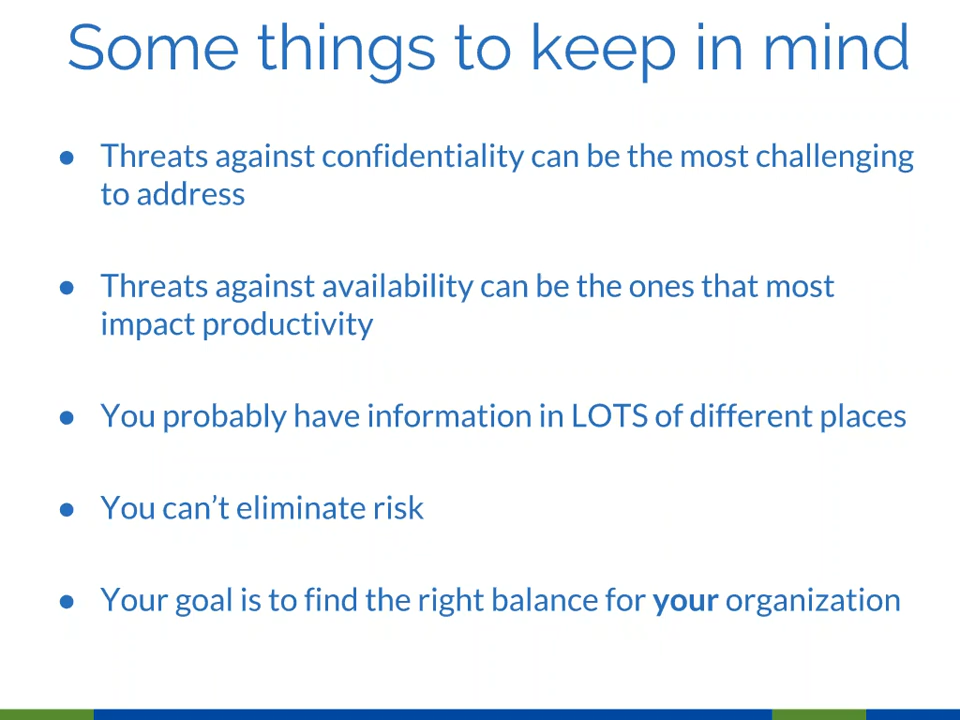 Some things to keep in mind
● Threats against confidentiality can be the most challenging
to address
● Threats against availability can be the ones that most
impact productivity
● You probably have information in LOTS of different places
● You can’t eliminate risk
● Your goal is to find the right balance for your organization